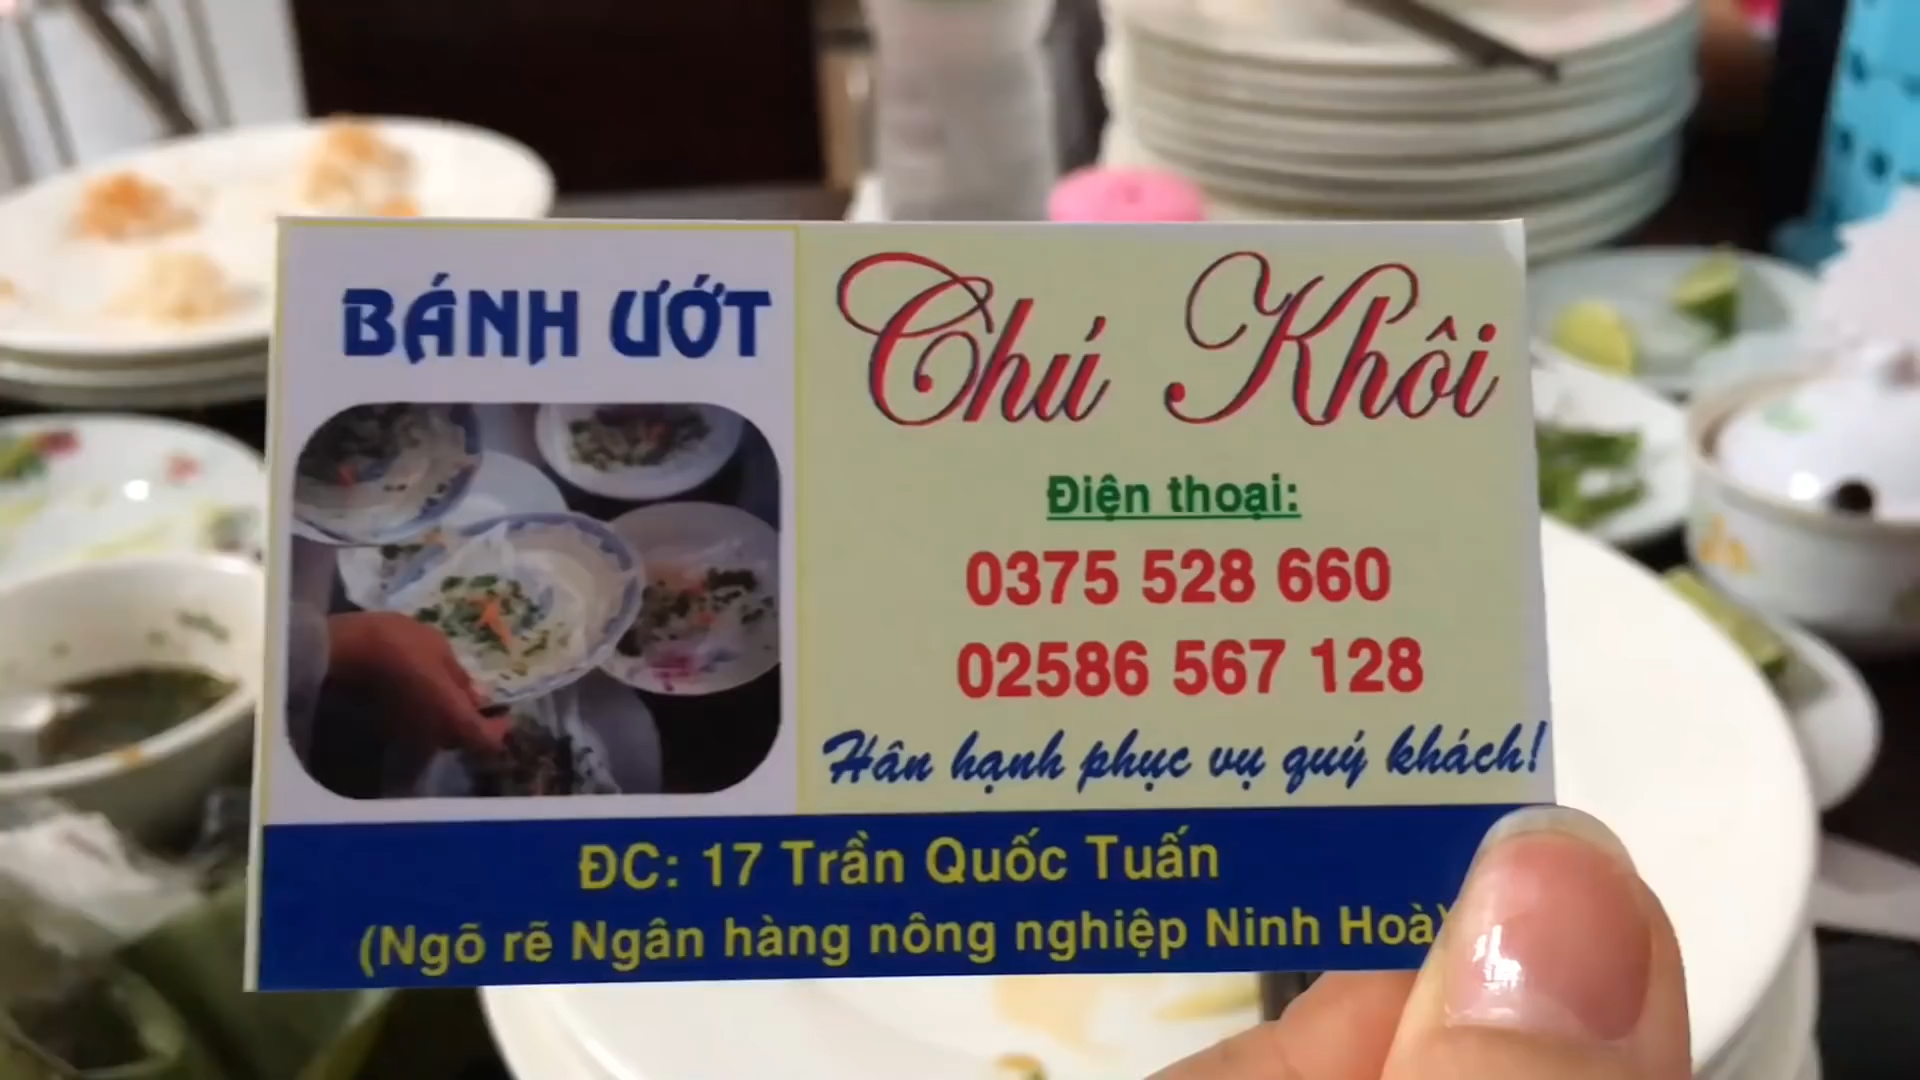 BÁNH ƯỚT
Chú Khôi
Điện thoại:
0375 528 660
02586 567 128
Hân hạnh phục vụ quý khách!
ĐC: 17 Trần Quốc Tuấn
(Ngõ rẽ Ngân hàng nông nghiệp Ninh Hoà)